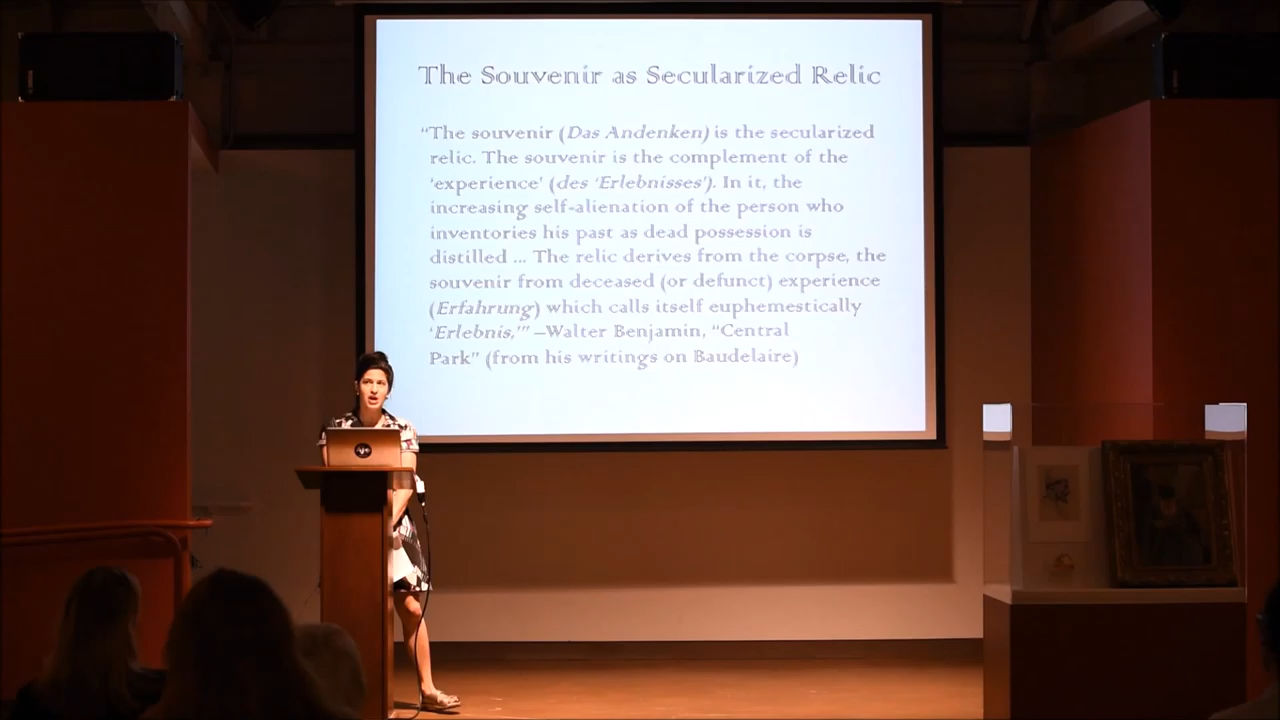 The Souvenir as Secularized Relic
“The souvenir (Das Andenken) is the secularized
relic. The souvenir is the complement of the
‘experience’ (des ‘Erlebnisses’). In it, the
increasing self-alienation of the person who
inventories his past as dead possession is
distilled ... The relic derives from the corpse, the
souvenir from deceased (or defunct) experience
(Erfahrung) which calls itself euphemestically
‘Erlebnis,’” –Walter Benjamin, “Central
Park” (from his writings on Baudelaire)